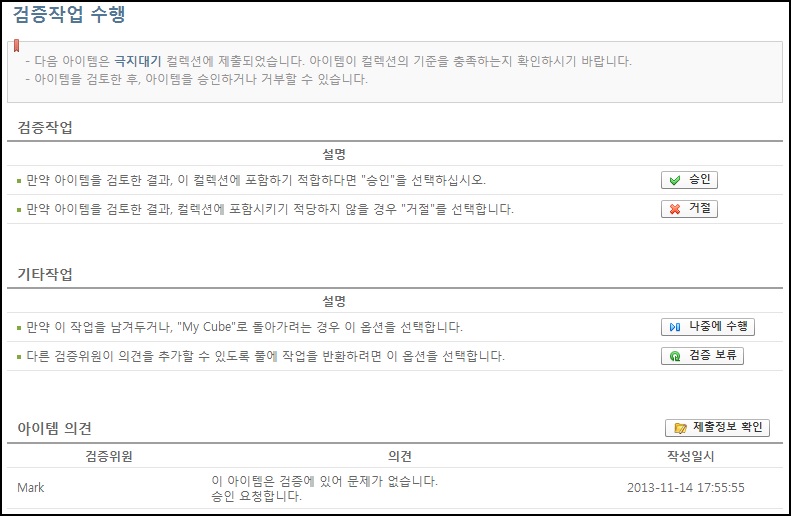 검증작업 수행
- 다음 아이템은 극지대기 컬렉션에 제출되었습니다. 아이템이 컬렉션의 기준을 충족하는지 확인하시기 바랍니다.
- 아이템을 검토한 후, 아이템을 승인하거나 거부할 수 있습니다.
검증작업
설명
만약 아이템을 검토한 결과, 이 컬렉션에 포함하기 적합하다면 "승인"을 선택하십시오. 승인
만약 아이템을 검토한 결과, 컬렉션에 포함시키기 적당하지 않을 경우 "거절"를 선택합니다. 거절
기타작업
설명
만약 이 작업을 남겨두거나, "My Cube"로 돌아가려는 경우 이 옵션을 선택합니다. 나중에 수행
다른 검증위원이 의견을 추가할 수 있도록 풀에 작업을 반환하려면 이 옵션을 선택합니다. 검증 보류
아이템 의견 제출정보 확인
검증위원 의견 작성일시
이 아이템은 검증에 있어 문제가 없습니다.
Mark 2013-11-14 17:55:55
승인 요청합니다.